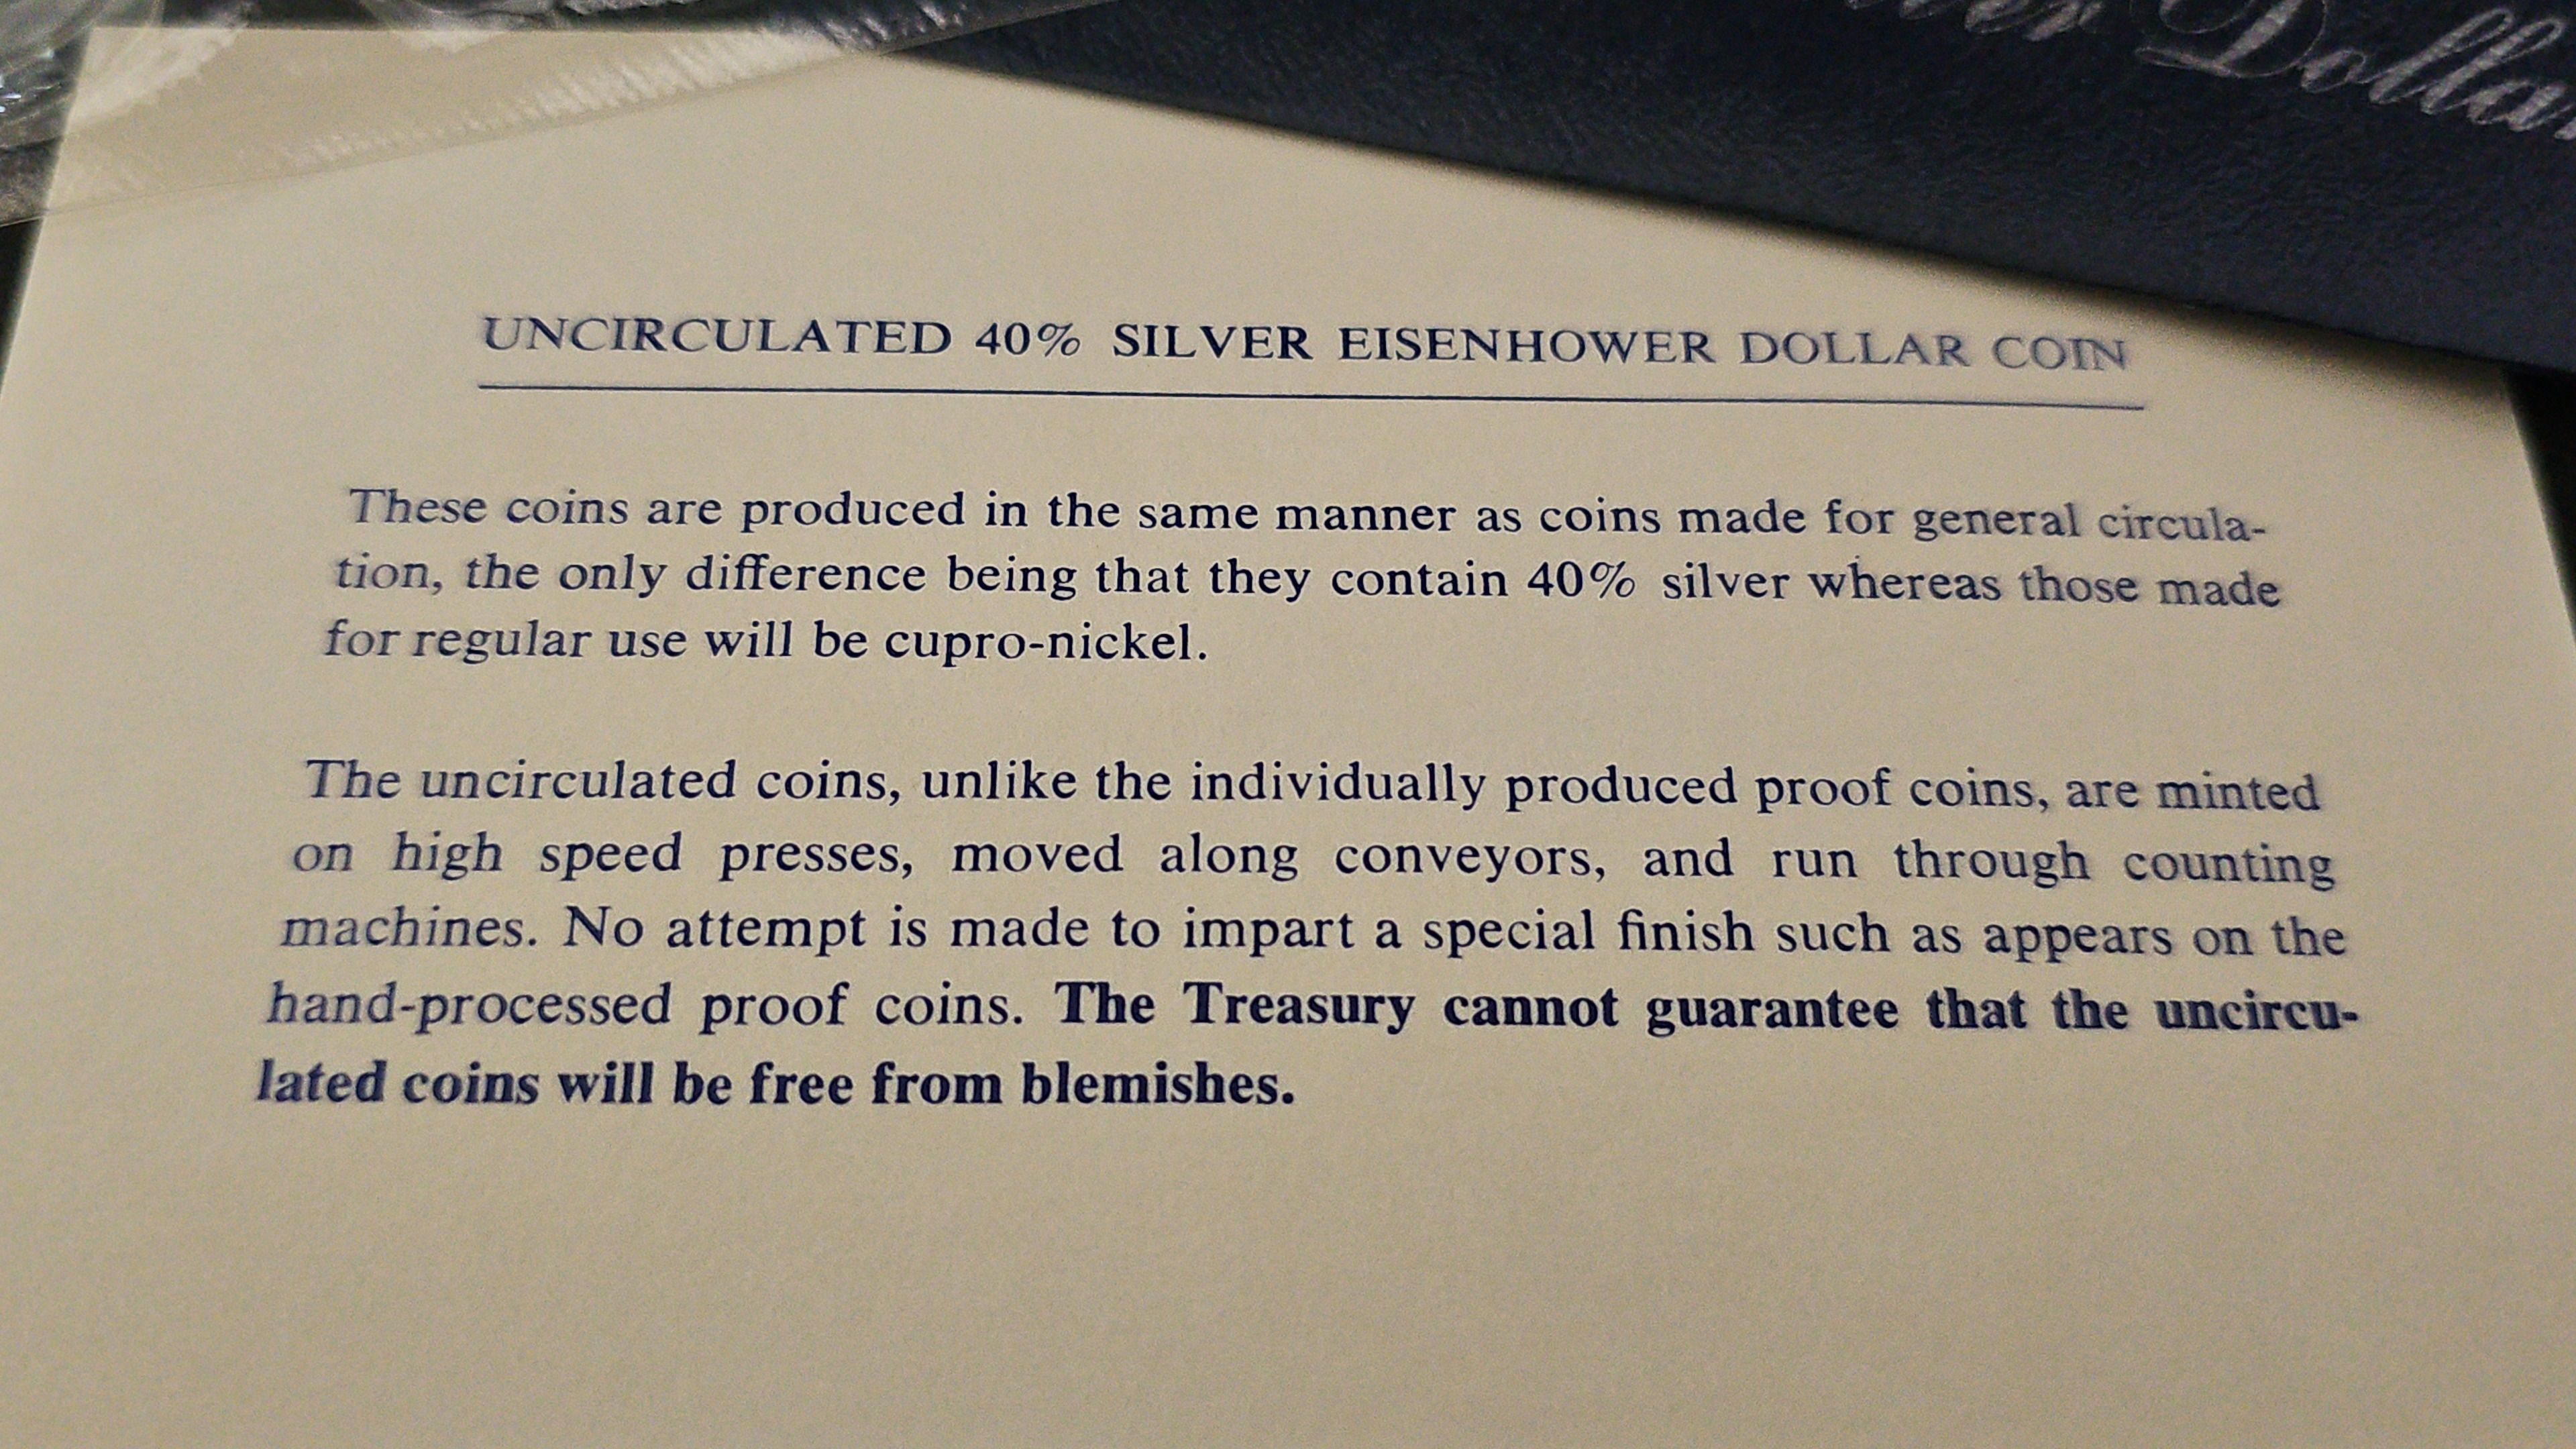 Dolla
UNCIRCULATED 40% SILVER EISENHOWER DOLLAR COIN
These coins are produced in the same manner as coins made for general circula-
tion, the only difference being that they contain 40% silver whereas those made
for regular use will be cupro-nickel.
The uncirculated coins, unlike the individually produced proof coins, are minted
on high speed presses, moved along conveyors, and run through counting
machines. No attempt is made to impart a special finish such as appears on the
hand-processed proof coins. The Treasury cannot guarantee that the uncircu-
lated coins will be free from blemishes.